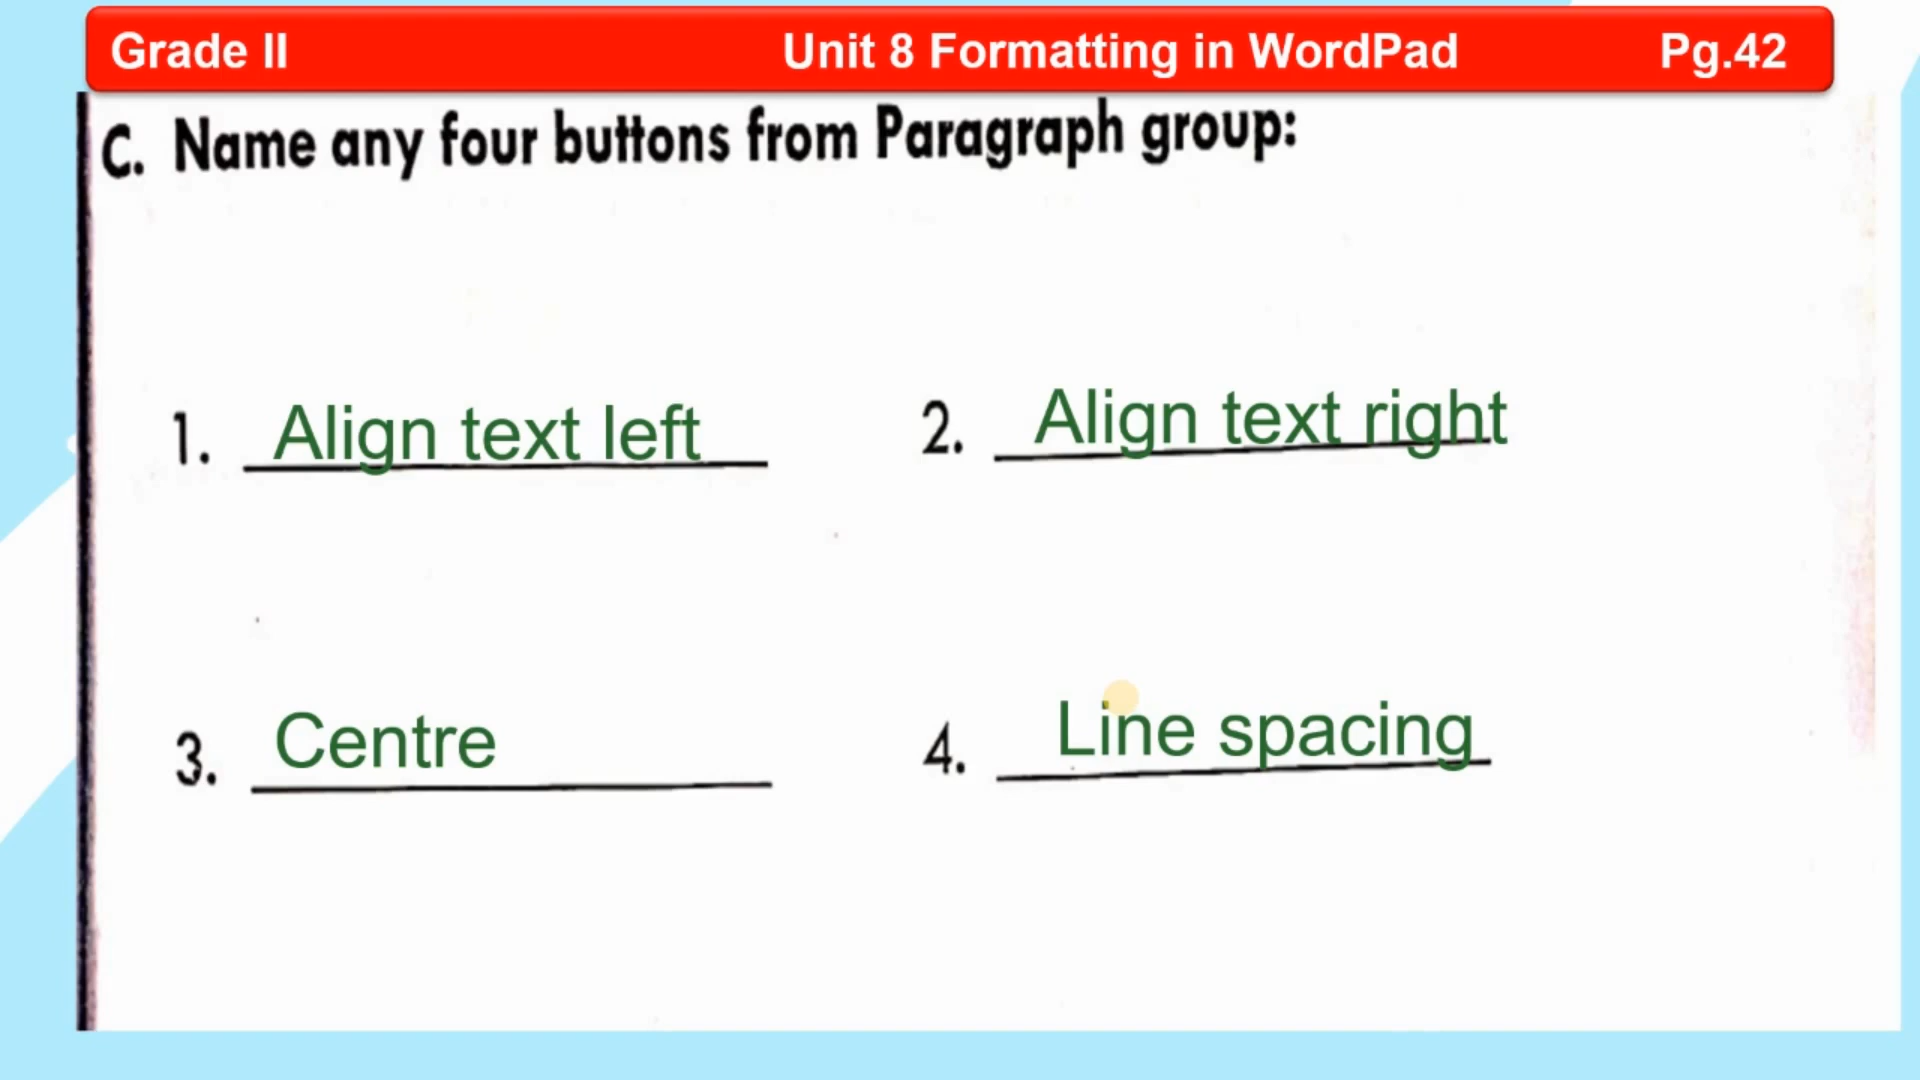 Grade II Unit 8 Formatting in WordPad Pg.42
C. Name any four buttons from Paragraph group:
1. Align text left 2. Align text right
3. Centre 4. Line spacing